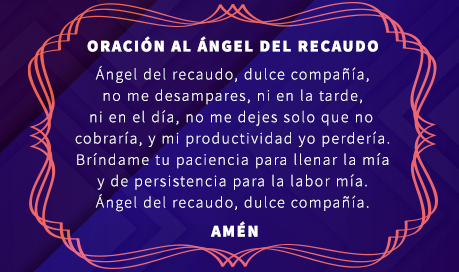 ORACIÓN AL ÁNGEL DEL RECAUDO
Ángel del recaudo, dulce compañía,
no me desampares, ni en la tarde,
ni en el día, no me dejes solo que no
cobraría, y mi productividad yo perdería.
Bríndame tu paciencia para llenar la mía
y de persistencia para la labor mía.
Ángel del recaudo, dulce compañía.
AMÉN